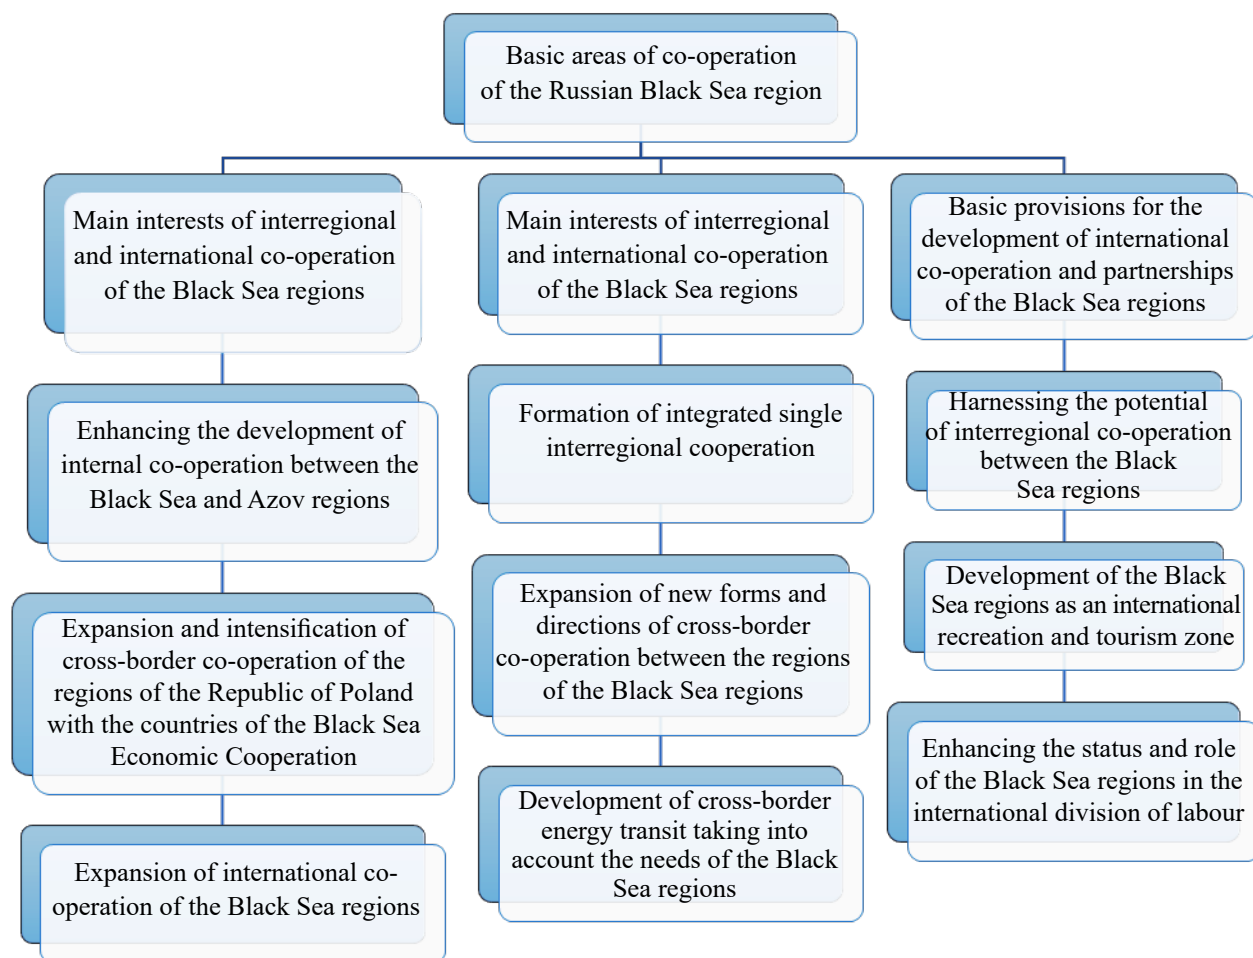 Basic areas of co-operation
of the Russian Black Sea region
Main interests of interregional
and international co-operation
of the Black Sea regions
Enhancing the development of
internal co-operation between the
Black Sea and Azov regions
Expansion and intensification of
cross-border co-operation of the
regions of the Republic of Poland
with the countries of the Black Sea
Economic Cooperation
Expansion of international co-
operation of the Black Sea regions
Main interests of interregional
and international co-operation
of the Black Sea regions
Formation of integrated single
interregional cooperation
Expansion of new forms and
directions of cross-border
co-operation between the regions
of the Black Sea regions
Development of cross-border
energy transit taking into
account the needs of the Black
Sea regions
Basic provisions for the
development of international
co-operation and partnerships
of the Black Sea regions
Harnessing the potential
of interregional co-operation
between the Black
Sea regions
Development of the Black
Sea regions as an international
recreation and tourism zone
Enhancing the status and role
of the Black Sea regions in the
international division of labour